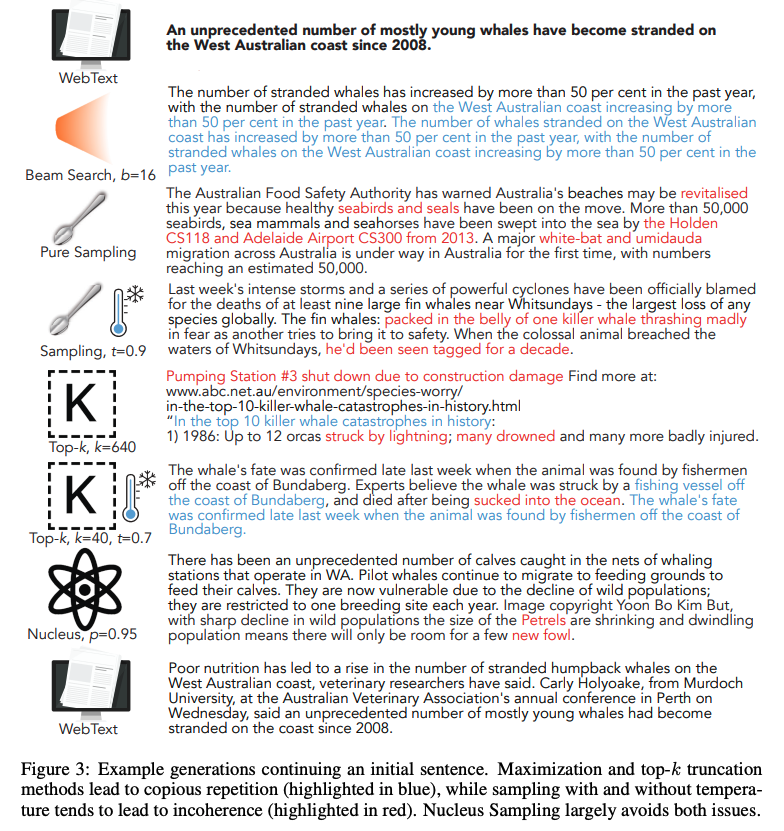 An unprecedented number of mostly young whales have become stranded on
the West Australian coast since 2008.
WebText
The number of stranded whales has increased by more than 50 per cent in the past year,
with the number of stranded whales on the West Australian coast increasing by more
than 50 per cent in the past year. The number of whales stranded on the West Australian
coast has increased by more than 50 per cent in the past year, with the number of
stranded whales on the West Australian coast increasing by more than 50 per cent in the
past year.
Beam Search, b=16
The Australian Food Safety Authority has warned Australia's beaches may be revitalised
this year because healthy seabirds and seals have been on the move. More than 50,000
seabirds, sea mammals and seahorses have been swept into the sea by the Holden
CS118 and Adelaide Airport CS300 from 2013. A major white-bat and umidauda
migration across Australia is under way in Australia for the first time, with numbers
reaching an estimated 50,000.
Pure Sampling
Last week's intense storms and a series of powerful cyclones have been officially blamed
for the deaths of at least nine large fin whales near Whitsundays - the largest loss of any
species globally. The fin whales: packed in the belly of one killer whale thrashing madly
in fear as another tries to bring it to safety. When the colossal animal breached the
waters of Whitsundays, he'd been seen tagged for a decade.
Sampling, t=0.9
Pumping Station #3 shut down due to construction damage Find more at:
www.abc.net.au/environment/species-worry/
in-the-top-10-killer-whale-catastrophes-in-history.html
"In the top 10 killer whale catastrophes in history:
1) 1986: Up to 12 orcas struck by lightning; many drowned and many more badly injured.
K
Top-k, k=640
The whale's fate was confirmed late last week when the animal was found by fishermen
off the coast of Bundaberg. Experts believe the whale was struck by a fishing vessel off
the coast of Bundaberg, and died after being sucked into the ocean. The whale's fate
was confirmed late last week when the animal was found by fishermen off the coast of
Bundaberg.
K
Top-k, k=40, t=0.7
There has been an unprecedented number of calves caught in the nets of whaling
stations that operate in WA. Pilot whales continue to migrate to feeding grounds to
feed their calves. They are now vulnerable due to the decline of wild populations;
they are restricted to one breeding site each year. Image copyright Yoon Bo Kim But,
with sharp decline in wild populations the size of the Petrels are shrinking and dwindling
population means there will only be room for a few new fowl.
Nucleus, p=0.95
Poor nutrition has led to a rise in the number of stranded humpback whales on the
West Australian coast, veterinary researchers have said. Carly Holyoake, from Murdoch
University, at the Australian Veterinary Association's annual conference in Perth on
Wednesday, said an unprecedented number of mostly young whales had become
stranded on the coast since 2008.
WebText
Figure 3: Example generations continuing an initial sentence. Maximization and top-k truncation
methods lead to copious repetition (highlighted in blue), while sampling with and without tempera-
ture tends to lead to incoherence (highlighted in red). Nucleus Sampling largely avoids both issues.